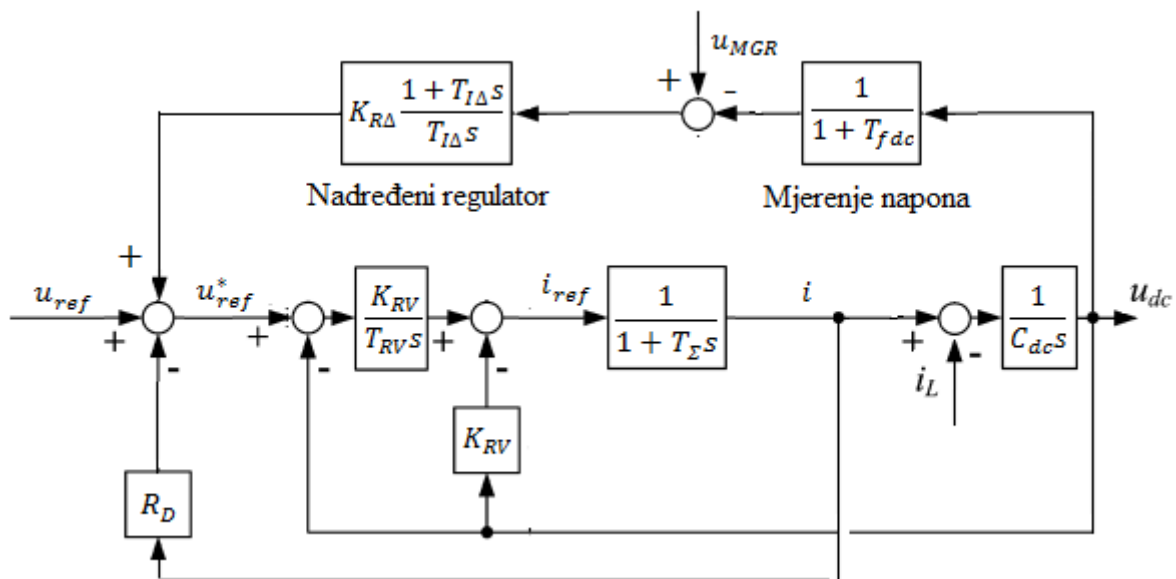 u_MGR
+
-
K_RΔ (1 + T_IΔ s) / (T_IΔ s)
1 / (1 + T_fdc)
Nadređeni regulator
Mjerenje napona
+
u_ref
+
u*_ref
+
K_RV / (T_RV s)
+
i_ref
1 / (1 + T_Σ s)
i
+
1 / (C_dc s)
u_dc
-
-
-
-
i_L
K_RV
R_D